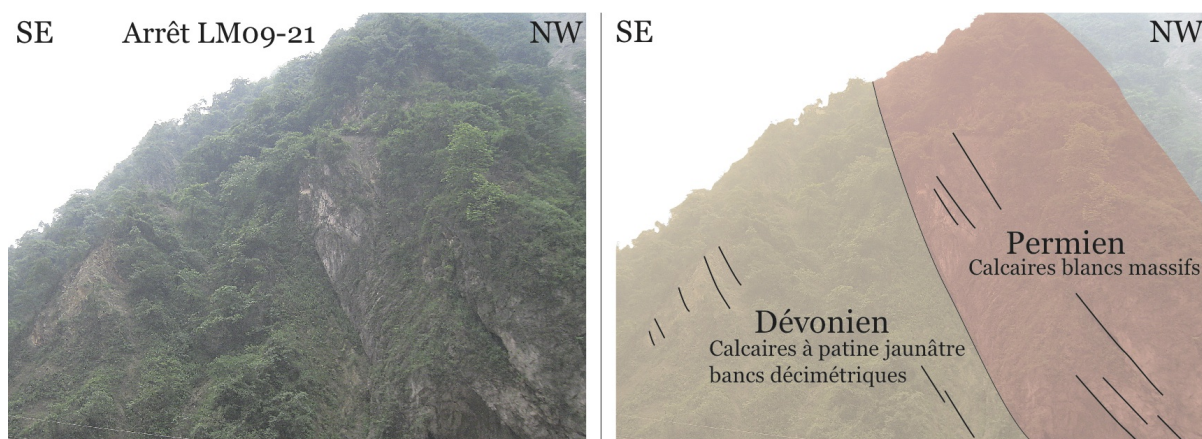 SE Arrêt LM09-21 NW
SE NW
Permien
Calcaires blancs massifs
Dévonien
Calcaires à patine jaunâtre
bancs décimétriques